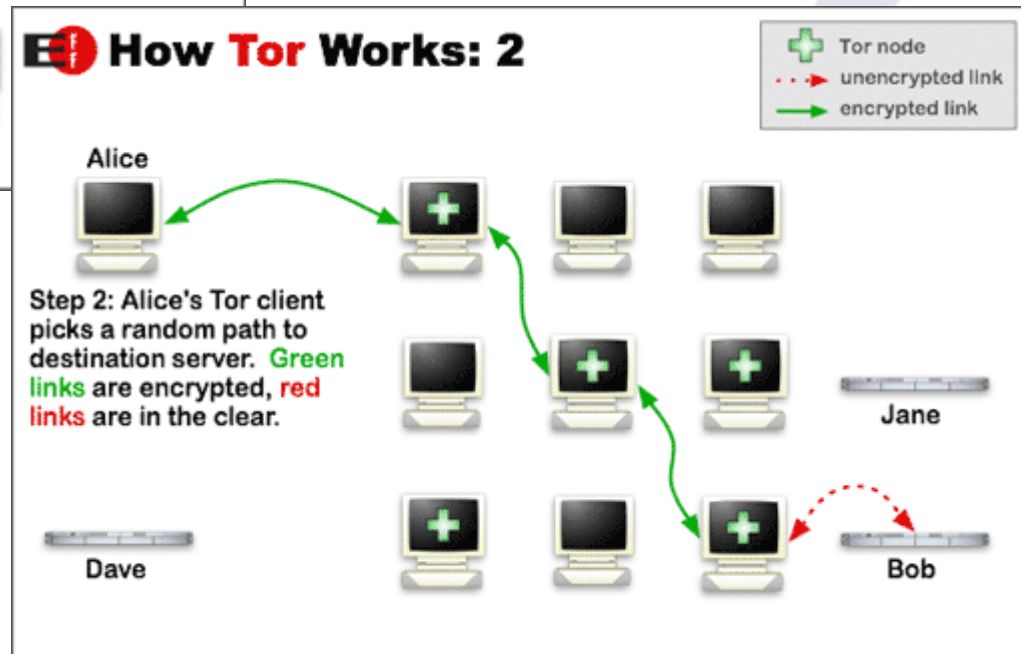 EFF How Tor Works: 2
Tor node
unencrypted link
encrypted link
Alice
Step 2: Alice's Tor client
picks a random path to
destination server. Green
links are encrypted, red
links are in the clear.
Jane
Dave
Bob